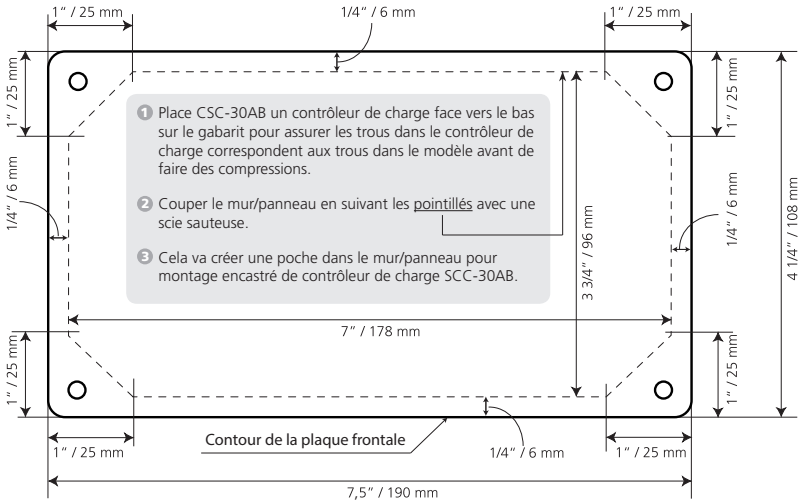 1" / 25 mm
1/4" / 6 mm
1" / 25 mm
1" / 25 mm
1" / 25 mm
1 Place CSC-30AB un contrôleur de charge face vers le bas
sur le gabarit pour assurer les trous dans le contrôleur de
charge correspondent aux trous dans le modèle avant de
faire des compressions.
2 Couper le mur/panneau en suivant les pointillés avec une
scie sauteuse.
3 Cela va créer une poche dans le mur/panneau pour
montage encastré de contrôleur de charge SCC-30AB.
1/4" / 6 mm
3 3/4" / 96 mm
1/4" / 6 mm
4 1/4" / 108 mm
7" / 178 mm
1" / 25 mm
1" / 25 mm
Contour de la plaque frontale
1" / 25 mm
1/4" / 6 mm
1" / 25 mm
7,5" / 190 mm